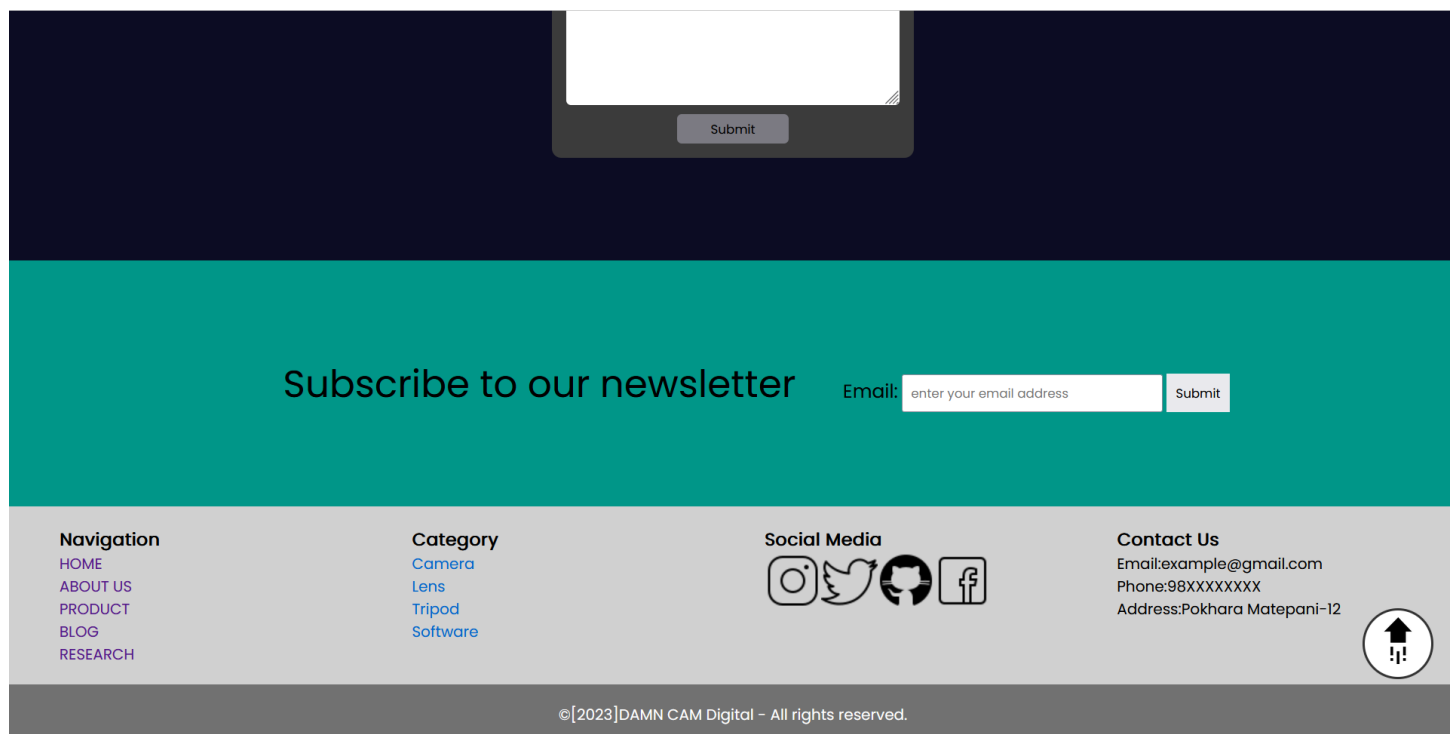 Submit
Subscribe to our newsletter
Email: enter your email address Submit
Navigation
HOME
ABOUT US
PRODUCT
BLOG
RESEARCH
Category
Camera
Lens
Tripod
Software
Social Media
Contact Us
Email:example@gmail.com
Phone:98XXXXXXXX
Address:Pokhara Matepani-12
©[2023]DAMN CAM Digital - All rights reserved.